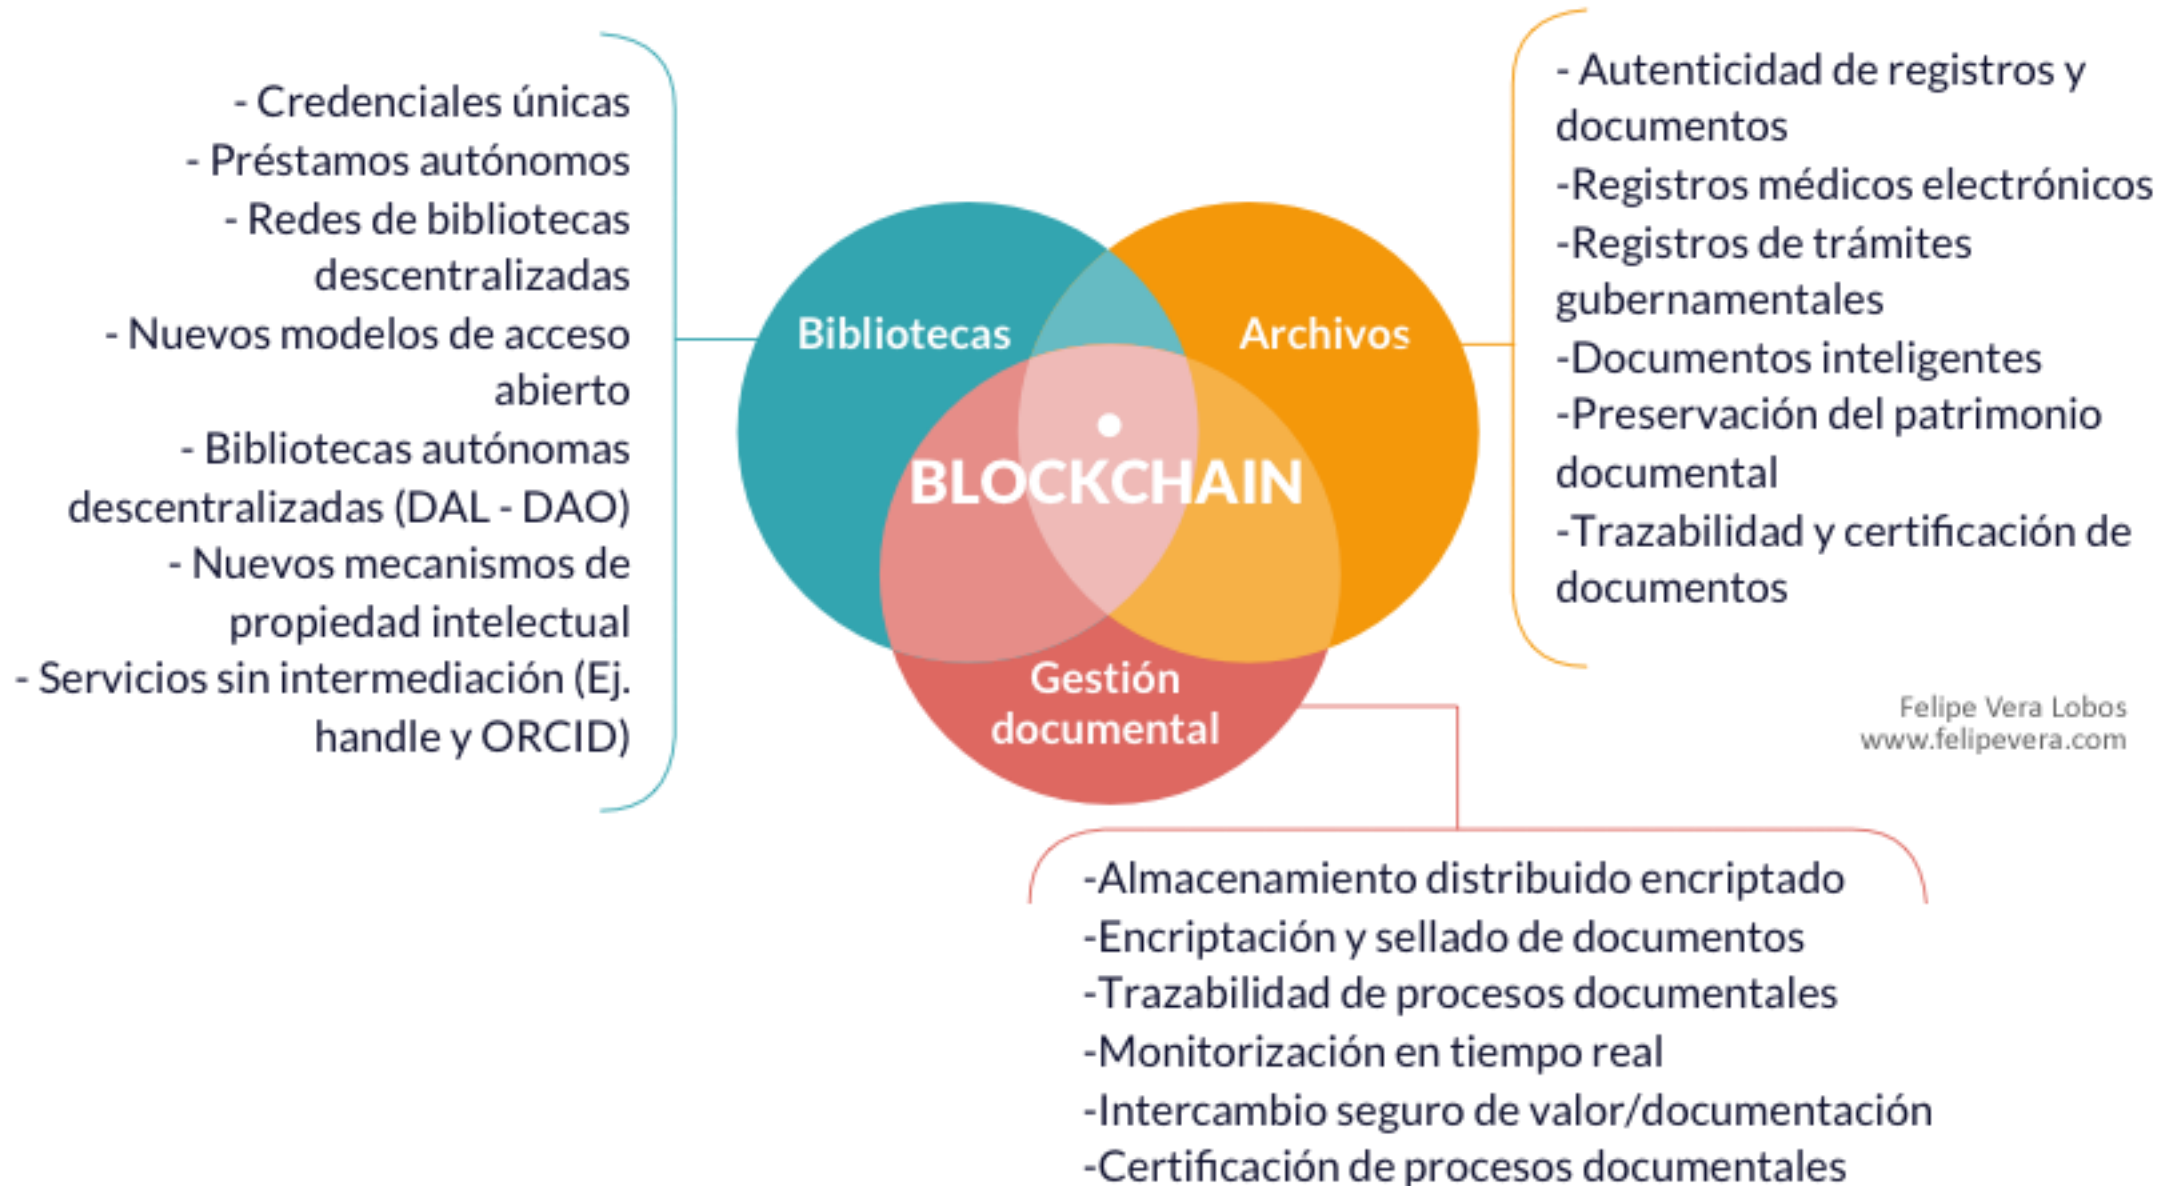 - Credenciales únicas
- Préstamos autónomos
- Redes de bibliotecas
descentralizadas
- Nuevos modelos de acceso
abierto
- Bibliotecas autónomas
descentralizadas (DAL - DAO)
- Nuevos mecanismos de
propiedad intelectual
- Servicios sin intermediación (Ej.
handle y ORCID)
Bibliotecas
Archivos
BLOCKCHAIN
Gestión
documental
- Autenticidad de registros y
documentos
-Registros médicos electrónicos
-Registros de trámites
gubernamentales
-Documentos inteligentes
-Preservación del patrimonio
documental
-Trazabilidad y certificación de
documentos
Felipe Vera Lobos
www.felipevera.com
-Almacenamiento distribuido encriptado
-Encriptación y sellado de documentos
-Trazabilidad de procesos documentales
-Monitorización en tiempo real
-Intercambio seguro de valor/documentación
-Certificación de procesos documentales